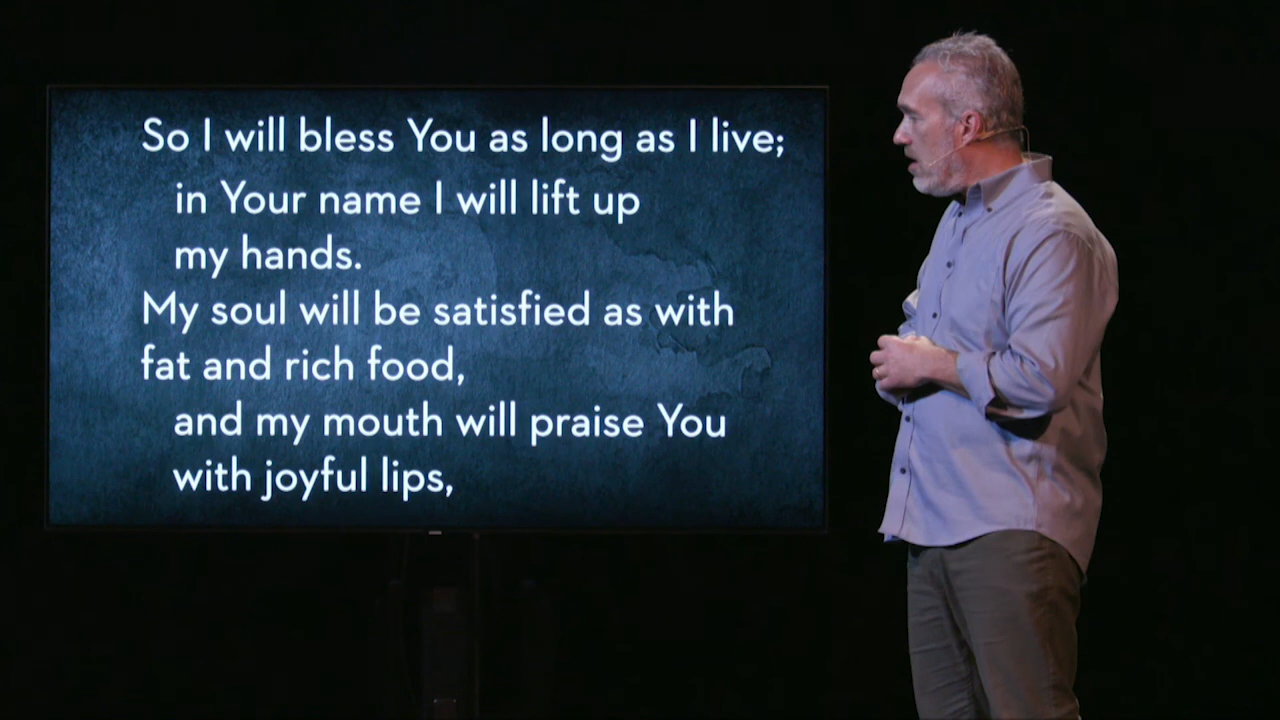 So I will bless You as long as I live;
in Your name I will lift up
my hands.
My soul will be satisfied as with
fat and rich food,
and my mouth will praise You
with joyful lips,